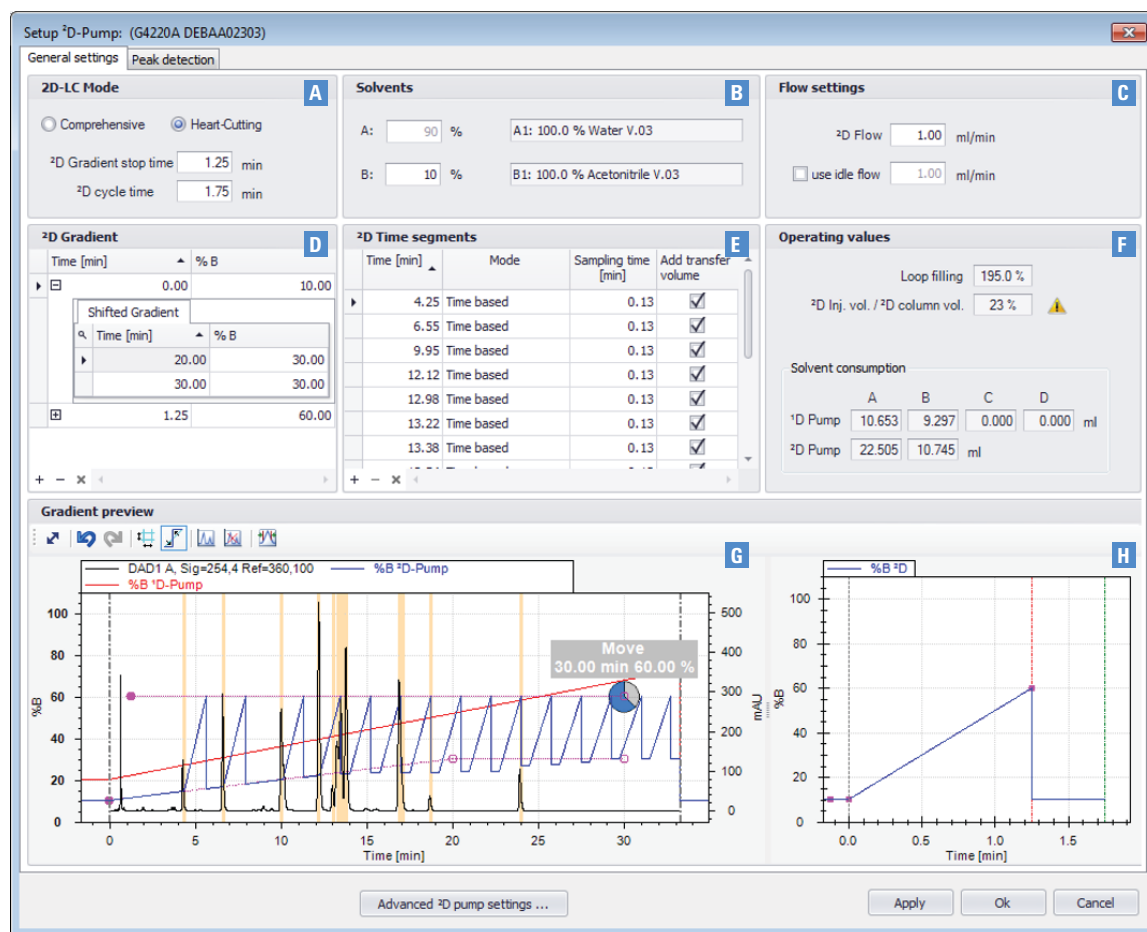 Setup ²D-Pump: (G4220A DEBAA02303)
General settings Peak detection
2D-LC Mode A
Comprehensive Heart-Cutting
²D Gradient stop time 1.25 min
²D cycle time 1.75 min
Solvents B
A: 90 % A1: 100.0 % Water V.03
B: 10 % B1: 100.0 % Acetonitrile V.03
Flow settings C
²D Flow 1.00 ml/min
use idle flow 1.00 ml/min
²D Gradient D
Time [min] % B
0.00 10.00
Shifted Gradient
Time [min] % B
20.00 30.00
30.00 30.00
1.25 60.00
²D Time segments E
Time [min] Mode Sampling time [min] Add transfer volume
4.25 Time based 0.13
6.55 Time based 0.13
9.95 Time based 0.13
12.12 Time based 0.13
12.98 Time based 0.13
13.22 Time based 0.13
13.38 Time based 0.13
Operating values F
Loop filling 195.0 %
²D Inj. vol. / ²D column vol. 23 %
Solvent consumption
A B C D
¹D Pump 10.653 9.297 0.000 0.000 ml
²D Pump 22.505 10.745 ml
Gradient preview
G
DAD1 A, Sig=254,4 Ref=360,100 %B ²D-Pump
%B ¹D-Pump
Move
30.00 min 60.00 %
100
80
60
40
20
0
%B
500
400
300
200
100
0
mAU
0 5 10 15 20 25 30
Time [min]
H
%B ²D
100
80
60
40
20
0
%B
0.0 0.5 1.0 1.5
Time [min]
Advanced ²D pump settings ... Apply Ok Cancel